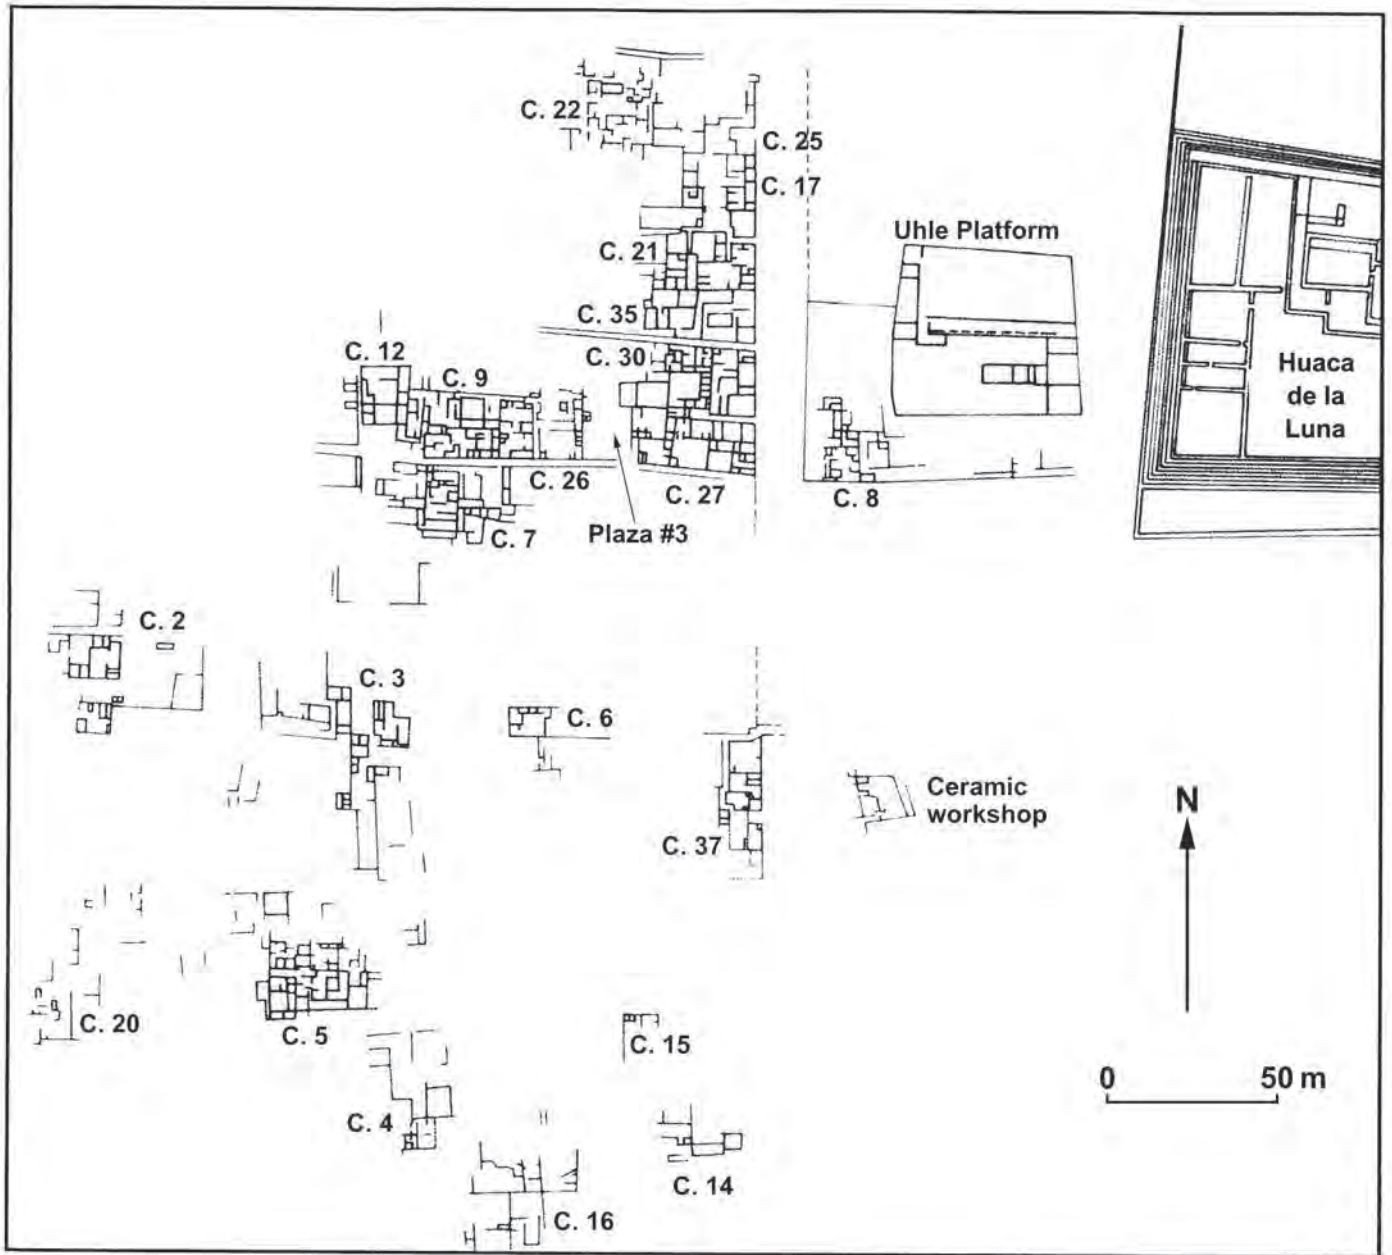 C. 22
C. 25
C. 17
Uhle Platform
C. 21
C. 35
C. 30
C. 12
C. 9
Huaca
de la
Luna
C. 26
C. 27
C. 8
Plaza #3
C. 7
C. 2
C. 3
C. 6
Ceramic
workshop
N
C. 37
C. 20
C. 5
C. 15
0 50 m
C. 4
C. 14
C. 16